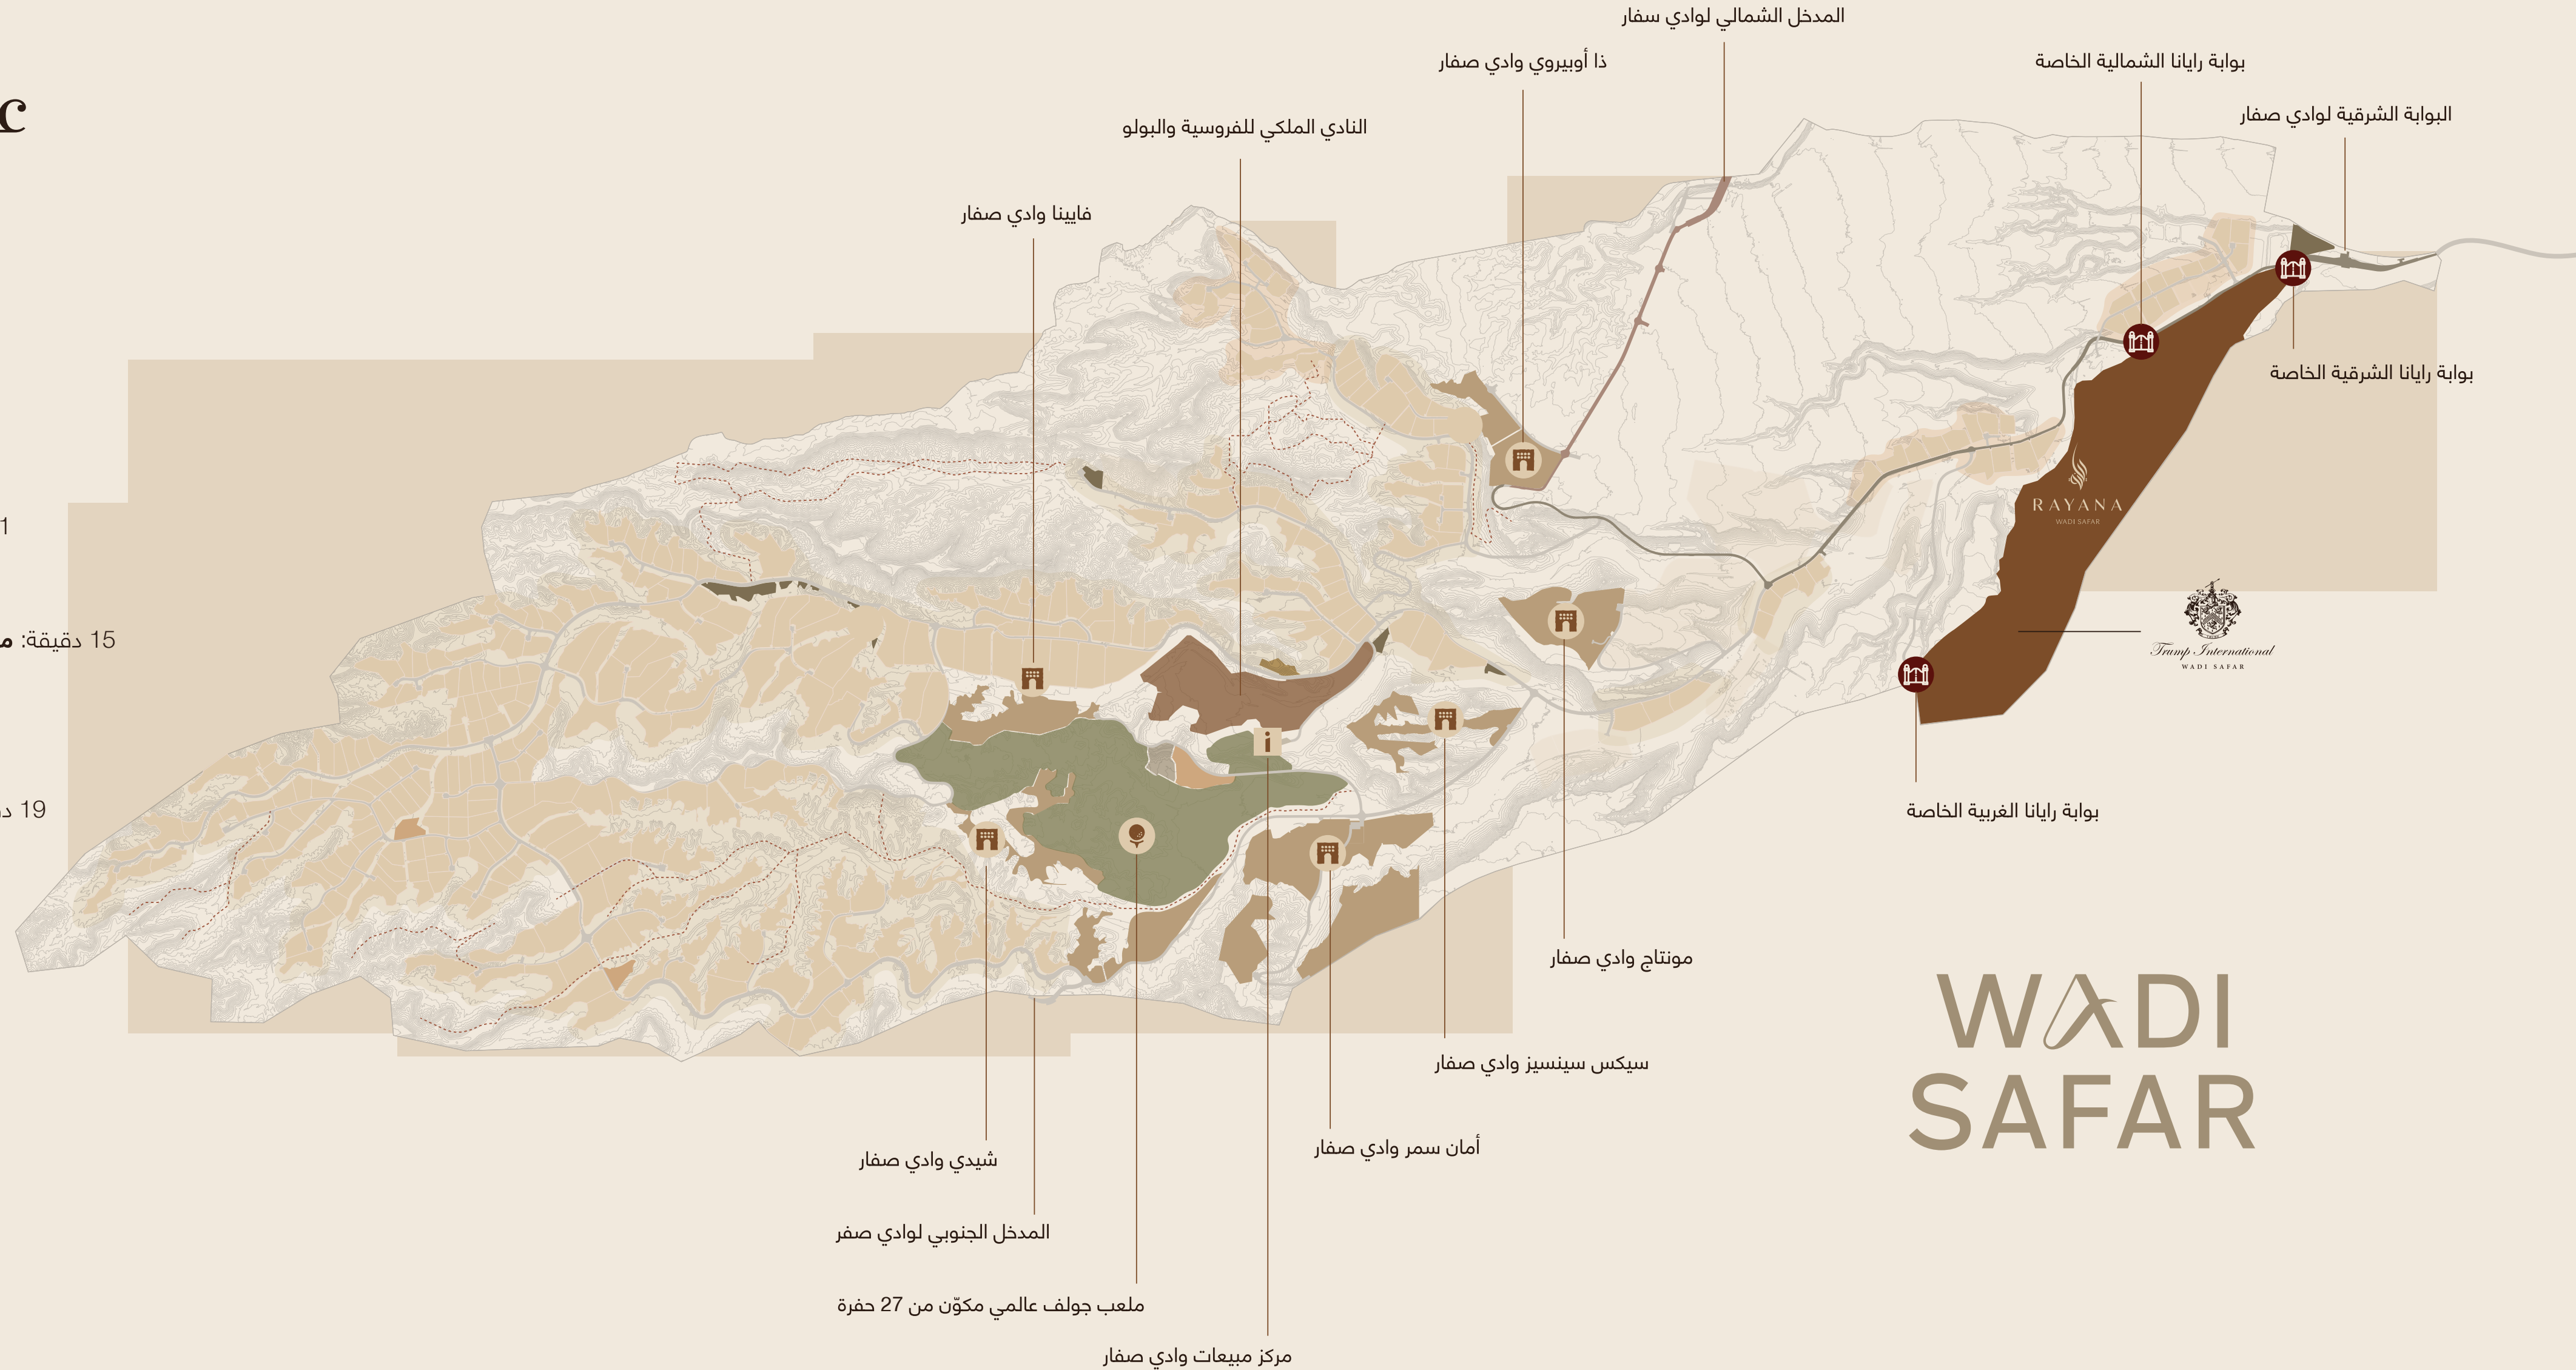 المدخل الشمالي لوادي سفار
ذا أوبيروي وادي صفار
بوابة رايانا الشمالية الخاصة
البوابة الشرقية لوادي صفار
النادي الملكي للفروسية والبولو
فايينا وادي صفار
بوابة رايانا الشرقية الخاصة
RAYANA
WADI SAFAR
1
15 دقيقة:
Trump International
WADI SAFAR
19
بوابة رايانا الغربية الخاصة
مونتاج وادي صفار
سيكس سينسيز وادي صفار
أمان سمر وادي صفار
شيدي وادي صفار
المدخل الجنوبي لوادي صفر
ملعب جولف عالمي مكوّن من 27 حفرة
مركز مبيعات وادي صفار
WADI
SAFAR